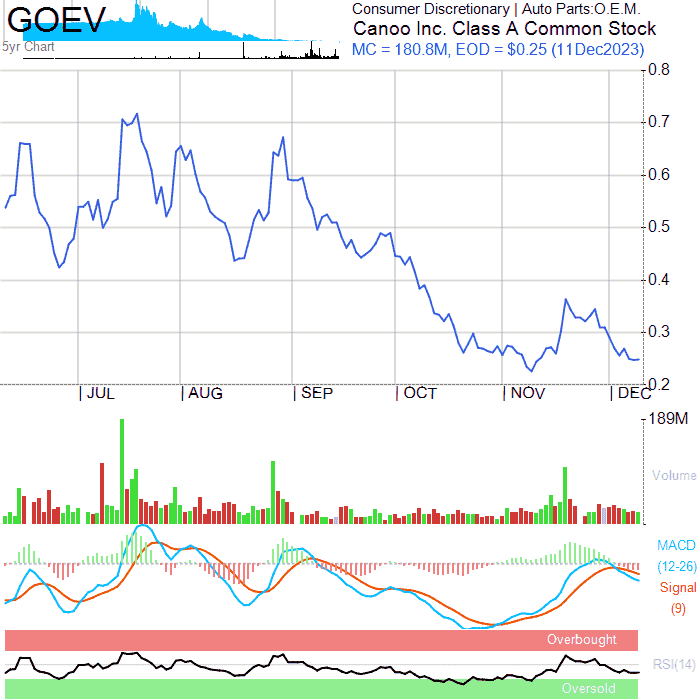 GOEV
5yr Chart
Consumer Discretionary | Auto Parts:O.E.M.
Canoo Inc. Class A Common Stock
MC = 180.8M, EOD = $0.25 (11Dec2023)
0.8
0.7
0.6
0.5
0.4
0.3
0.2
| JUL | AUG | SEP | OCT | NOV | DEC
189M
Volume
MACD
(12-26)
Signal
(9)
Overbought
RSI(14)
Oversold